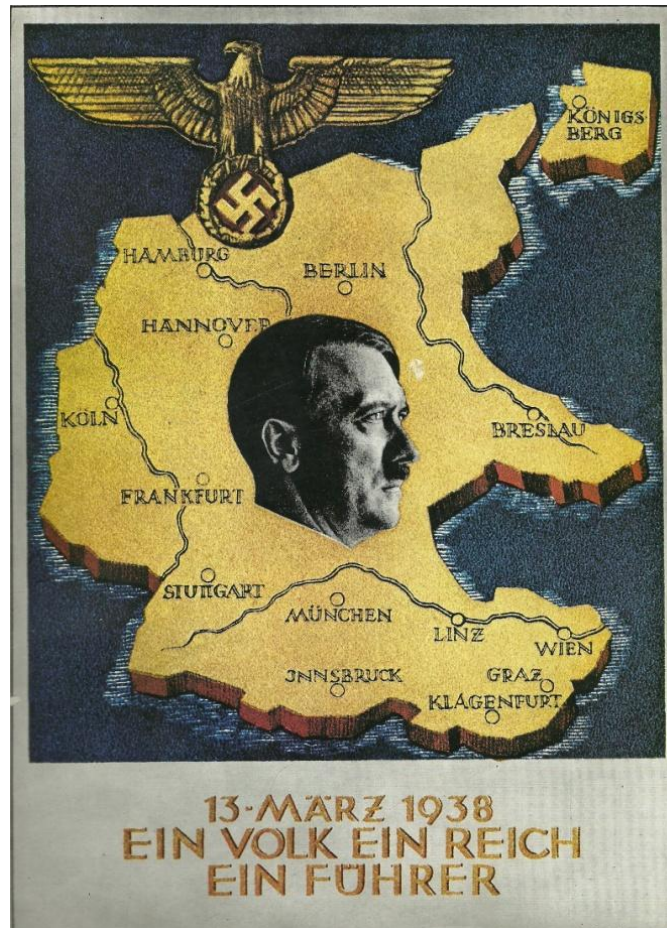 KÖNIGS-
BERG
HAMBURG
BERLIN
HANNOVER
KÖLN
BRESLAU
FRANKFURT
STUTTGART
MÜNCHEN
LINZ
WIEN
INNSBRUCK
GRAZ
KLAGENFURT
13·MÄRZ 1938
EIN VOLK EIN REICH
EIN FÜHRER